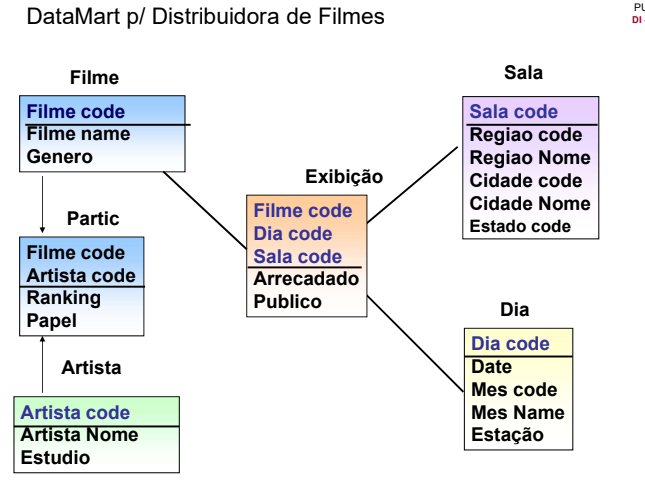 DataMart p/ Distribuidora de Filmes
Filme
Filme code
Filme name
Genero
Partic
Filme code
Artista code
Ranking
Papel
Artista
Artista code
Artista Nome
Estudio
Exibição
Filme code
Dia code
Sala code
Arrecadado
Publico
Sala
Sala code
Regiao code
Regiao Nome
Cidade code
Cidade Nome
Estado code
Dia
Dia code
Date
Mes code
Mes Name
Estação
DI